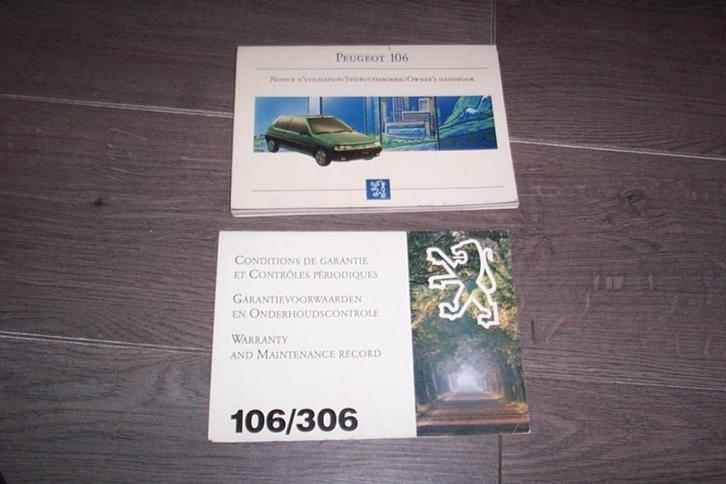 PEUGEOT 106
NOTICE D'UTILISATION/INSTRUCTIEBOEKJE/OWNER'S HANDBOOK
CONDITIONS DE GARANTIE
ET CONTRÔLES PÉRIODIQUES
GARANTIEVOORWAARDEN
EN ONDERHOUDSCONTROLE
WARRANTY
AND MAINTENANCE RECORD
106/306